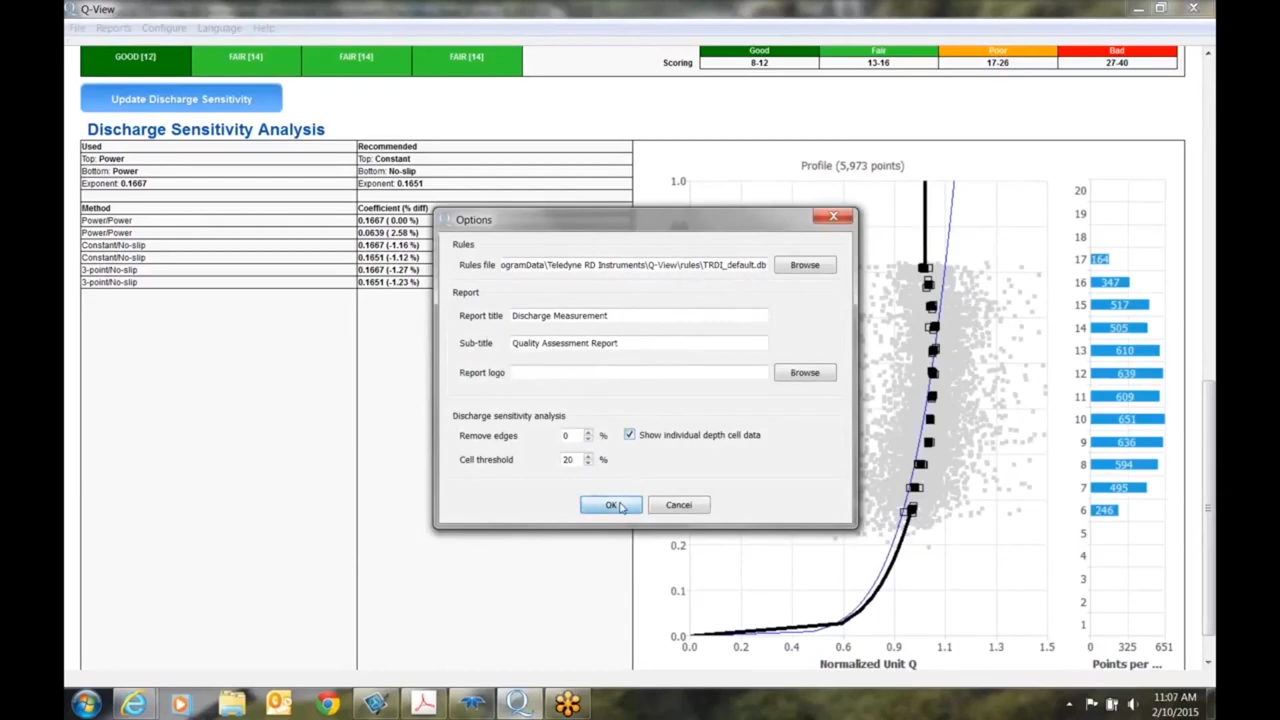 Q-View
File Reports Configure Language Help
GOOD [12] FAIR [14] FAIR [14] FAIR [14]
Good Fair Poor Bad
Scoring 8-12 13-16 17-26 27-40
Update Discharge Sensitivity
Discharge Sensitivity Analysis
Used Recommended
Top: Power Top: Constant
Bottom: Power Bottom: No-slip
Exponent: 0.1667 Exponent: 0.1651
Method Coefficient (% diff)
Power/Power 0.1667 ( 0.00 %)
Power/Power 0.0639 ( 2.58 %)
Constant/No-slip 0.1667 (-1.16 %)
Constant/No-slip 0.1651 (-1.12 %)
3-point/No-slip 0.1667 (-1.27 %)
3-point/No-slip 0.1651 (-1.23 %)
Profile (5,973 points)
1.0
0.2
0.1
0.0
0.0 0.2 0.4 0.6 0.9 1.1 1.3 1.5
Normalized Unit Q
20
19
18
17 164
16 347
15 517
14 505
13 610
12 639
11 609
10 651
9 636
8 594
7 495
6 246
5
4
3
2
1
0 325 651
Points per ...
Options
Rules
Rules file ogramData\Teledyne RD Instruments\Q-View\rules\TRDI_default.db Browse
Report
Report title Discharge Measurement
Sub-title Quality Assessment Report
Report logo Browse
Discharge sensitivity analysis
Remove edges 0 % Show individual depth cell data
Cell threshold 20 %
OK Cancel
11:07 AM
2/10/2015